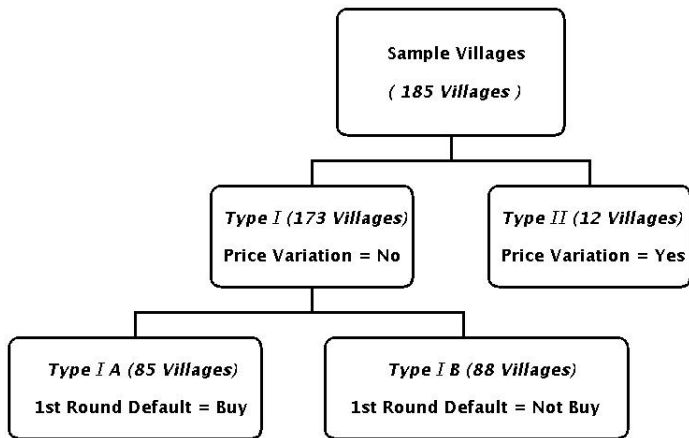 Sample Villages
( 185 Villages )
Type I (173 Villages)
Price Variation = No
Type II (12 Villages)
Price Variation = Yes
Type I A (85 Villages)
1st Round Default = Buy
Type I B (88 Villages)
1st Round Default = Not Buy